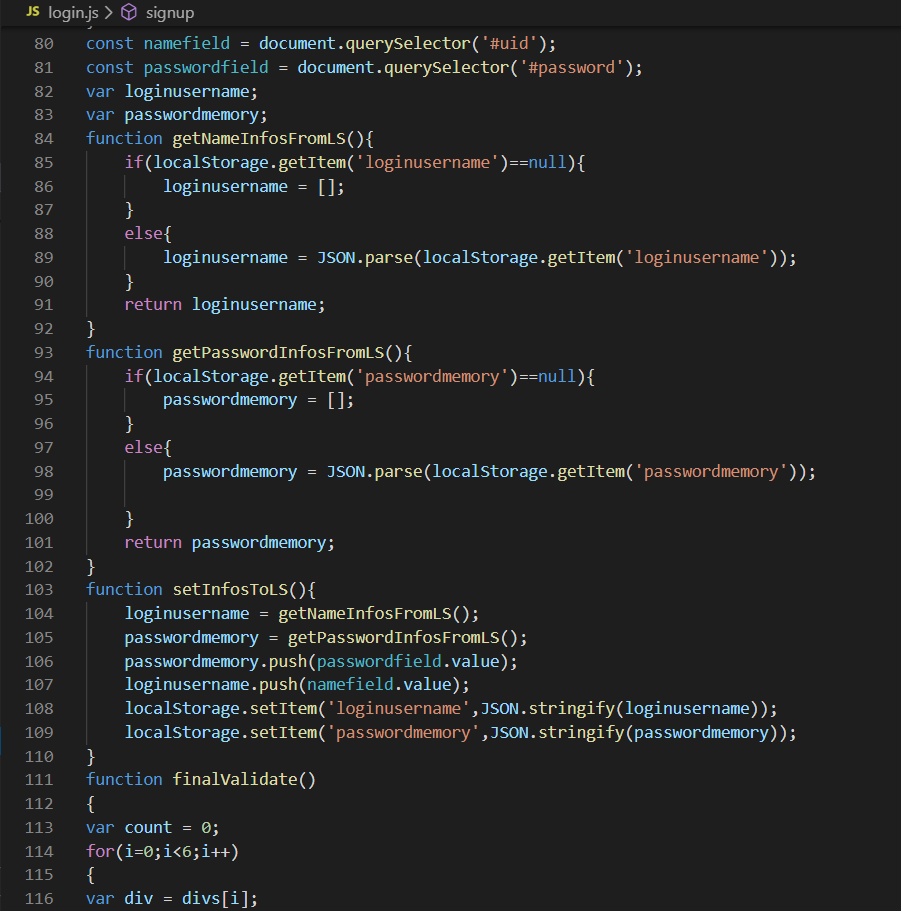 JS login.js > signup
80 const namefield = document.querySelector('#uid');
81 const passwordfield = document.querySelector('#password');
82 var loginusername;
83 var passwordmemory;
84 function getNameInfosFromLS(){
85     if(localStorage.getItem('loginusername')==null){
86         loginusername = [];
87     }
88     else{
89         loginusername = JSON.parse(localStorage.getItem('loginusername'));
90     }
91     return loginusername;
92 }
93 function getPasswordInfosFromLS(){
94     if(localStorage.getItem('passwordmemory')==null){
95         passwordmemory = [];
96     }
97     else{
98         passwordmemory = JSON.parse(localStorage.getItem('passwordmemory'));
99
100     }
101     return passwordmemory;
102 }
103 function setInfosToLS(){
104     loginusername = getNameInfosFromLS();
105     passwordmemory = getPasswordInfosFromLS();
106     passwordmemory.push(passwordfield.value);
107     loginusername.push(namefield.value);
108     localStorage.setItem('loginusername',JSON.stringify(loginusername));
109     localStorage.setItem('passwordmemory',JSON.stringify(passwordmemory));
110 }
111 function finalValidate()
112 {
113 var count = 0;
114 for(i=0;i<6;i++)
115 {
116 var div = divs[i];